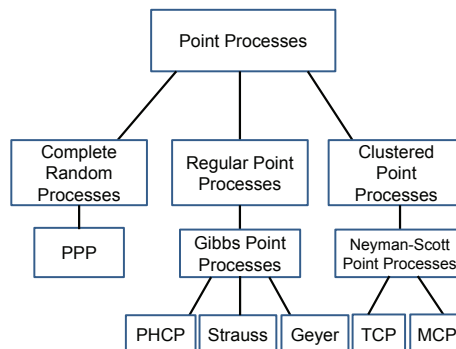 Point Processes
Complete
Random
Processes
Regular Point
Processes
Clustered
Point
Processes
PPP
Gibbs Point
Processes
Neyman-Scott
Point Processes
PHCP
Strauss
Geyer
TCP
MCP